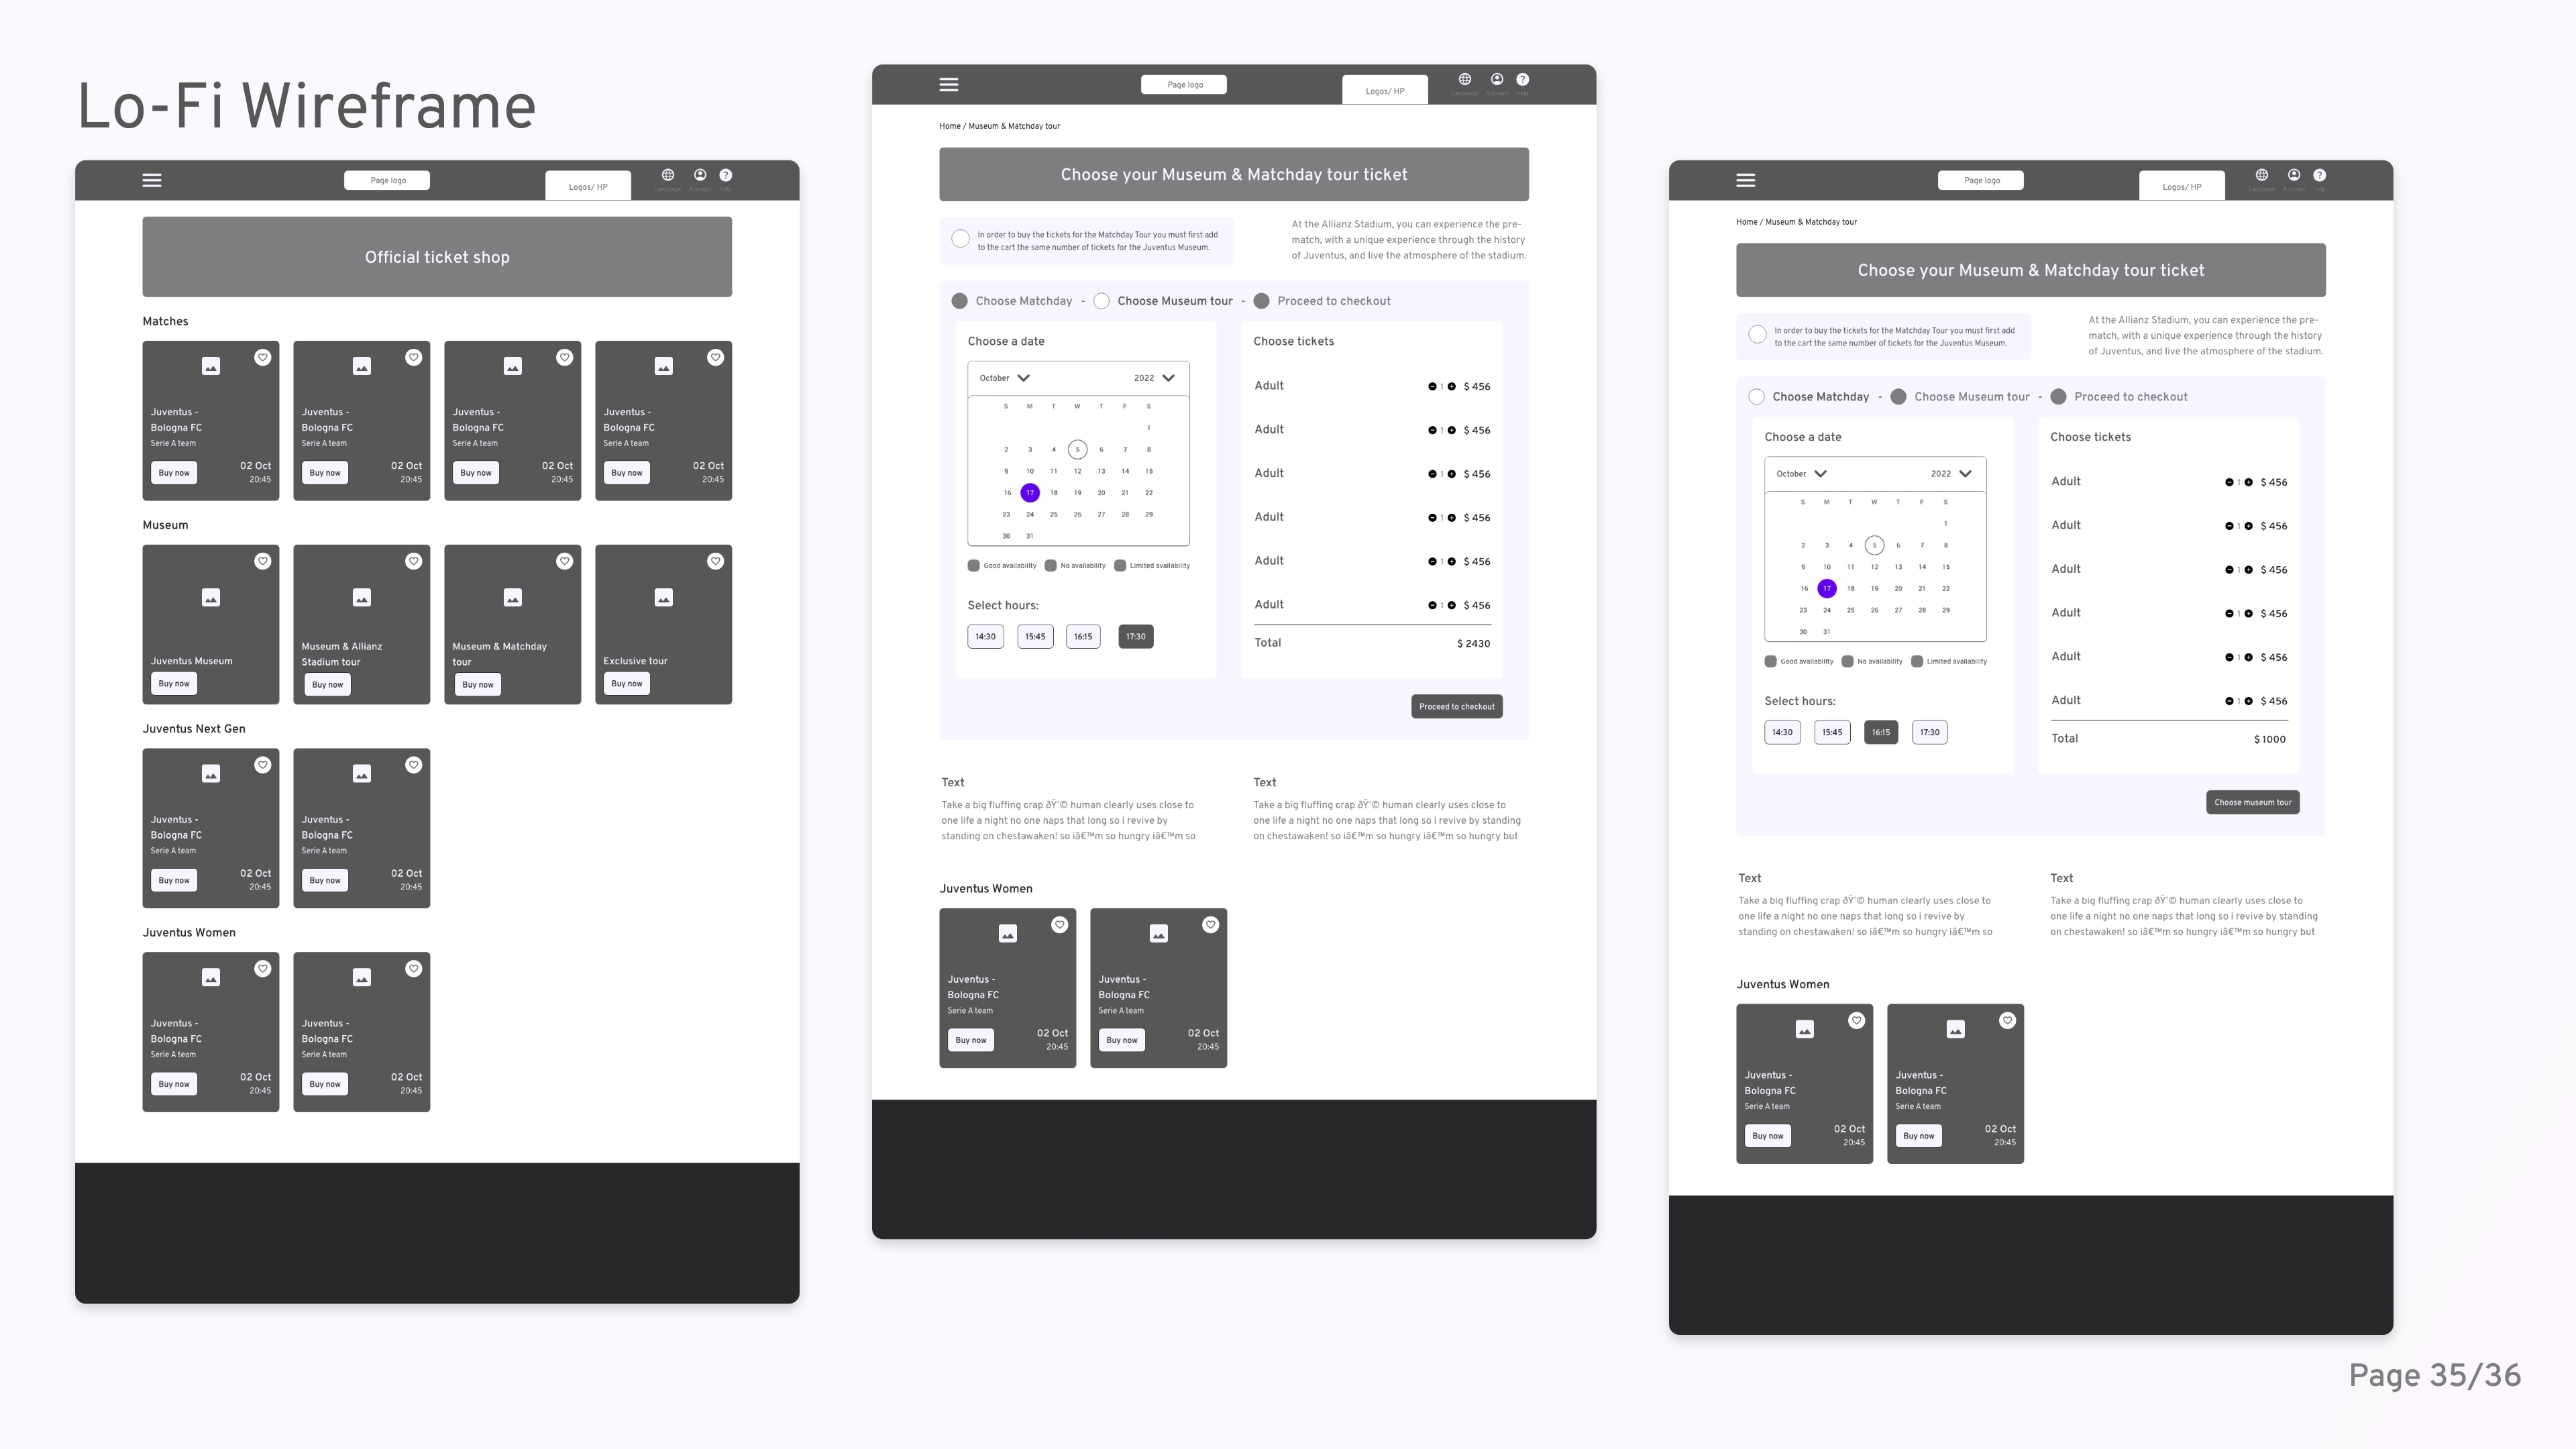 Lo-Fi Wireframe
Page logo
Logos/ HP
Language Account Help
Official ticket shop
Matches
Juventus -
Bologna FC
Serie A team
Buy now
02 Oct
20:45
Juventus -
Bologna FC
Serie A team
Buy now
02 Oct
20:45
Juventus -
Bologna FC
Serie A team
Buy now
02 Oct
20:45
Juventus -
Bologna FC
Serie A team
Buy now
02 Oct
20:45
Museum
Juventus Museum
Buy now
Museum & Allianz
Stadium tour
Buy now
Museum & Matchday
tour
Buy now
Exclusive tour
Buy now
Juventus Next Gen
Juventus -
Bologna FC
Serie A team
Buy now
02 Oct
20:45
Juventus -
Bologna FC
Serie A team
Buy now
02 Oct
20:45
Juventus Women
Juventus -
Bologna FC
Serie A team
Buy now
02 Oct
20:45
Juventus -
Bologna FC
Serie A team
Buy now
02 Oct
20:45
Page logo
Logos/ HP
Language Account Help
Home / Museum & Matchday tour
Choose your Museum & Matchday tour ticket
In order to buy the tickets for the Matchday Tour you must first add
to the cart the same number of tickets for the Juventus Museum.
At the Allianz Stadium, you can experience the pre-
match, with a unique experience through the history
of Juventus, and live the atmosphere of the stadium.
Choose Matchday - Choose Museum tour - Proceed to checkout
Choose a date
October 2022
S M T W T F S
1
2 3 4 5 6 7 8
9 10 11 12 13 14 15
16 17 18 19 20 21 22
23 24 25 26 27 28 29
30 31
Good availability No availability Limited availability
Select hours:
14:30 15:45 16:15 17:30
Choose tickets
Adult 1 $ 456
Adult 1 $ 456
Adult 1 $ 456
Adult 1 $ 456
Adult 1 $ 456
Adult 1 $ 456
Total $ 2430
Proceed to checkout
Text
Take a big fluffing crap ðŸ’© human clearly uses close to
one life a night no one naps that long so i revive by
standing on chestawaken! so iâ€™m so hungry iâ€™m so
Text
Take a big fluffing crap ðŸ’© human clearly uses close to
one life a night no one naps that long so i revive by standing
on chestawaken! so iâ€™m so hungry iâ€™m so hungry but
Juventus Women
Juventus -
Bologna FC
Serie A team
Buy now
02 Oct
20:45
Juventus -
Bologna FC
Serie A team
Buy now
02 Oct
20:45
Page logo
Logos/ HP
Language Account Help
Home / Museum & Matchday tour
Choose your Museum & Matchday tour ticket
In order to buy the tickets for the Matchday Tour you must first add
to the cart the same number of tickets for the Juventus Museum.
At the Allianz Stadium, you can experience the pre-
match, with a unique experience through the history
of Juventus, and live the atmosphere of the stadium.
Choose Matchday - Choose Museum tour - Proceed to checkout
Choose a date
October 2022
S M T W T F S
1
2 3 4 5 6 7 8
9 10 11 12 13 14 15
16 17 18 19 20 21 22
23 24 25 26 27 28 29
30 31
Good availability No availability Limited availability
Select hours:
14:30 15:45 16:15 17:30
Choose tickets
Adult 1 $ 456
Adult 1 $ 456
Adult 1 $ 456
Adult 1 $ 456
Adult 1 $ 456
Adult 1 $ 456
Total $ 1000
Choose museum tour
Text
Take a big fluffing crap ðŸ’© human clearly uses close to
one life a night no one naps that long so i revive by
standing on chestawaken! so iâ€™m so hungry iâ€™m so
Text
Take a big fluffing crap ðŸ’© human clearly uses close to
one life a night no one naps that long so i revive by standing
on chestawaken! so iâ€™m so hungry iâ€™m so hungry but
Juventus Women
Juventus -
Bologna FC
Serie A team
Buy now
02 Oct
20:45
Juventus -
Bologna FC
Serie A team
Buy now
02 Oct
20:45
Page 35/36